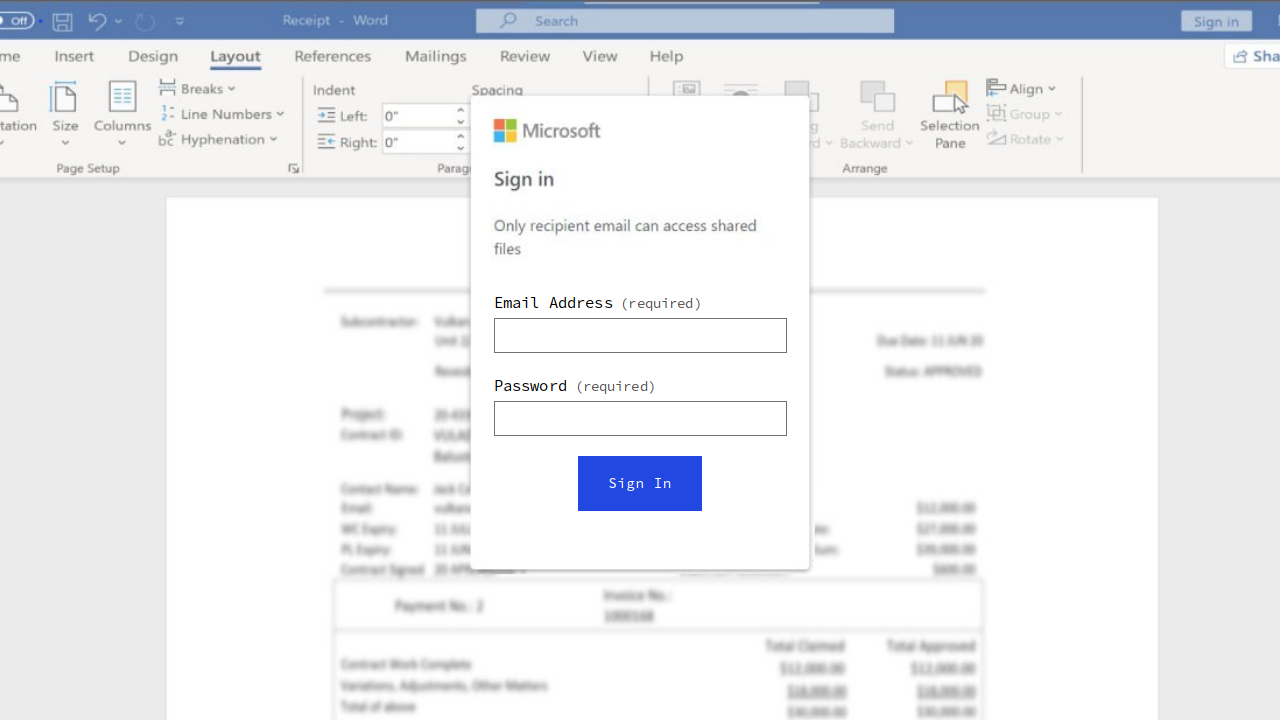 Off Receipt - Word Search Sign in
Insert Design Layout References Mailings Review View Help
Size Columns Breaks Line Numbers Hyphenation
Indent Spacing
Left: 0"
Right: 0"
Send Backward Selection Pane Align Group Rotate
Page Setup Arrange
Microsoft
Sign in
Only recipient email can access shared
files
Email Address (required)
Password (required)
Sign In
Subcontractor:
Due Date: 11 JUN 20
Status: APPROVED
Project:
Contract ID:
Contact Name:
Email: $12,000.00
WC Expiry: $27,000.00
PL Expiry: $39,000.00
Contract Signed $600.00
Payment No.: 2 Invoice No.:
1000168
Total Claimed Total Approved
Contract Work Complete $12,000.00 $12,000.00
Variations, Adjustments, Other Matters $18,000.00 $18,000.00
Total of above $30,000.00 $30,000.00